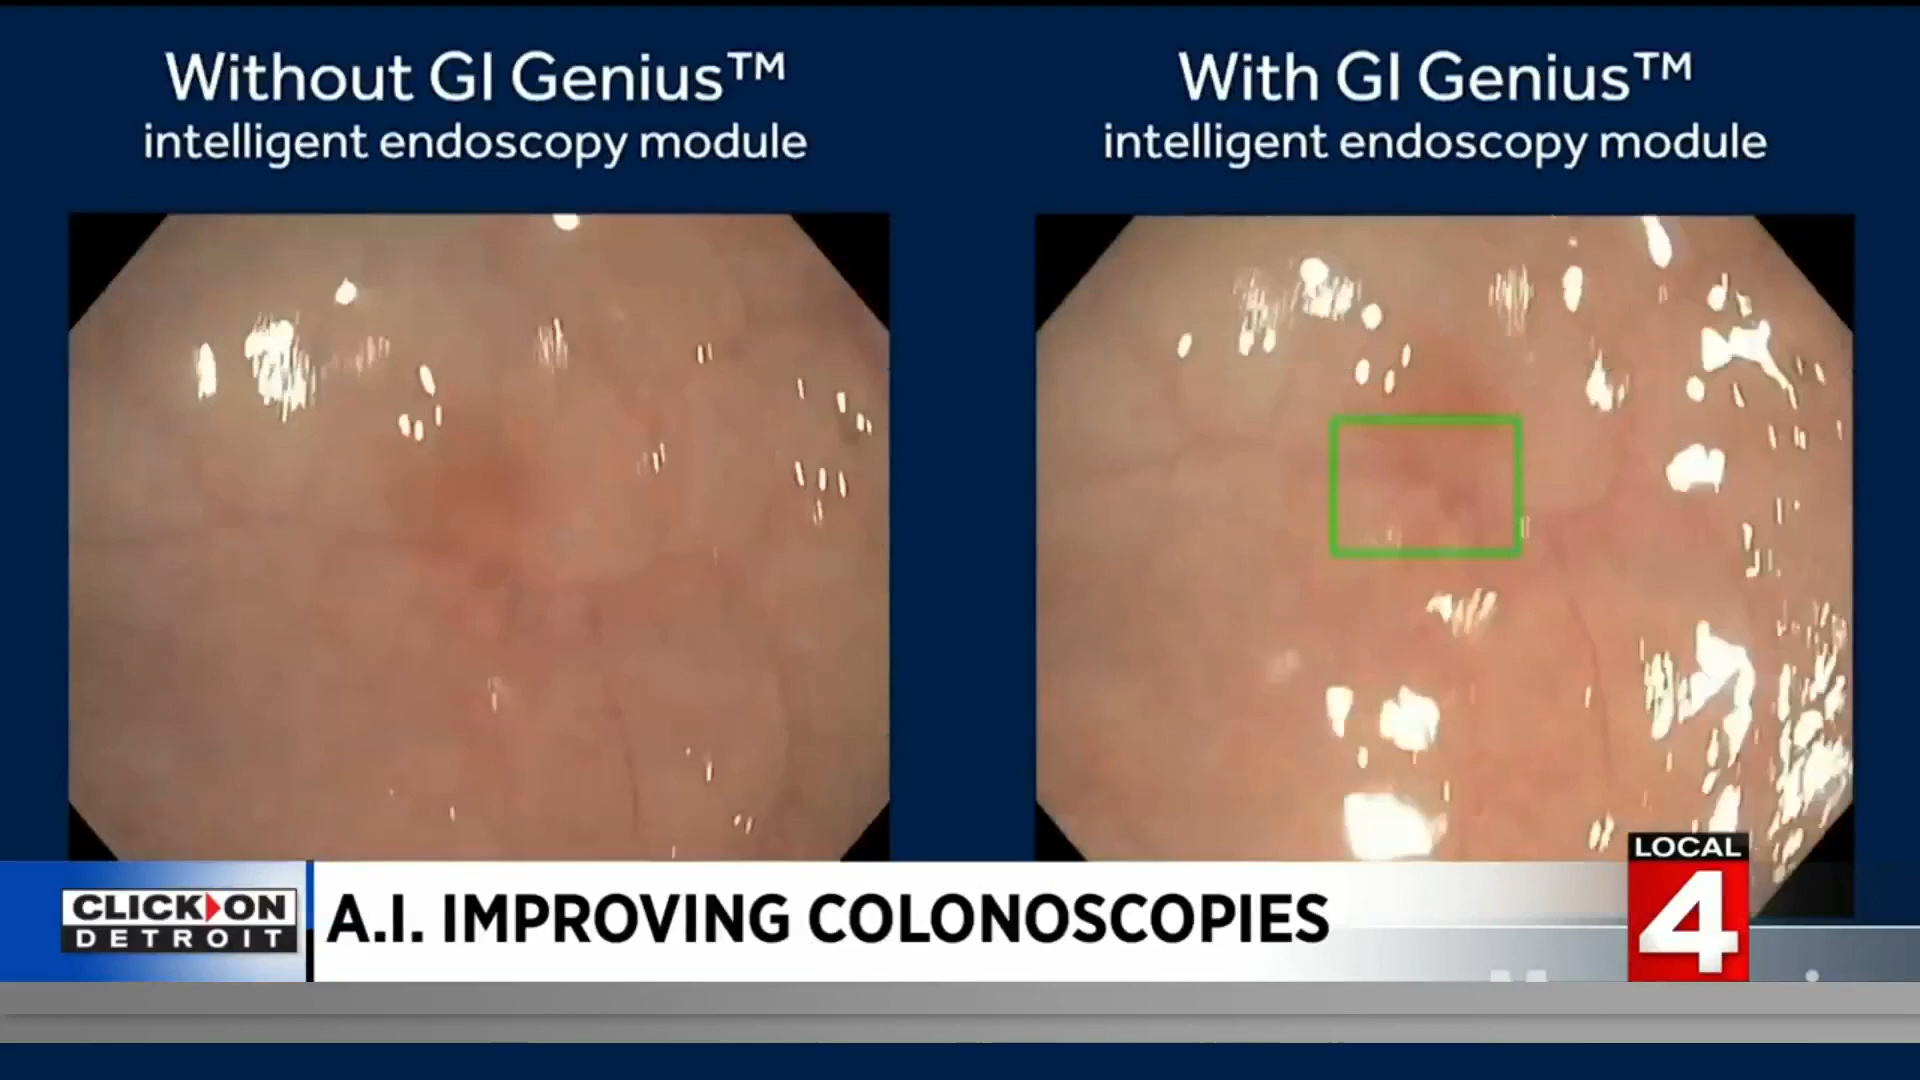 Without GI Genius™
intelligent endoscopy module
With GI Genius™
intelligent endoscopy module
CLICK ON
DETROIT
A.I. IMPROVING COLONOSCOPIES
LOCAL
4